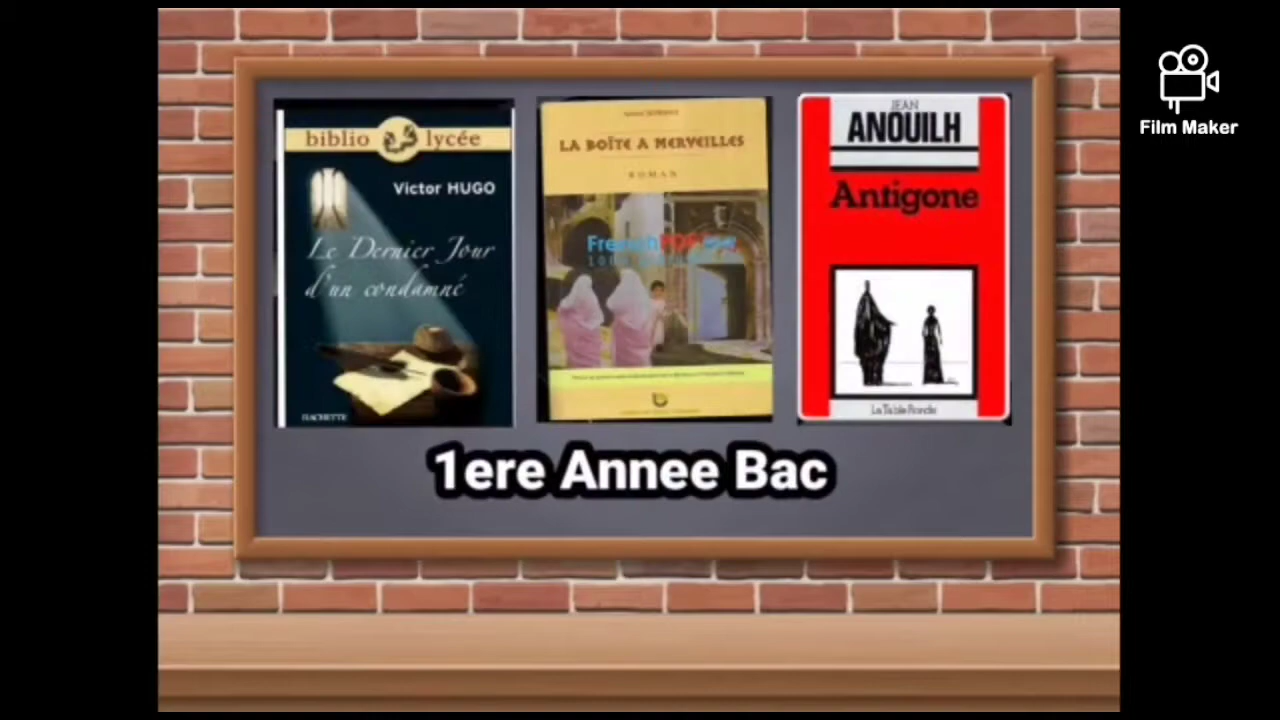 biblio lycée
Victor HUGO
Le Dernier Jour
d'un condamné
HACHETTE
LA BOÎTE A MERVEILLES
ROMAN
JEAN
ANOUILH
Antigone
La Table Ronde
1ere Annee Bac
Film Maker